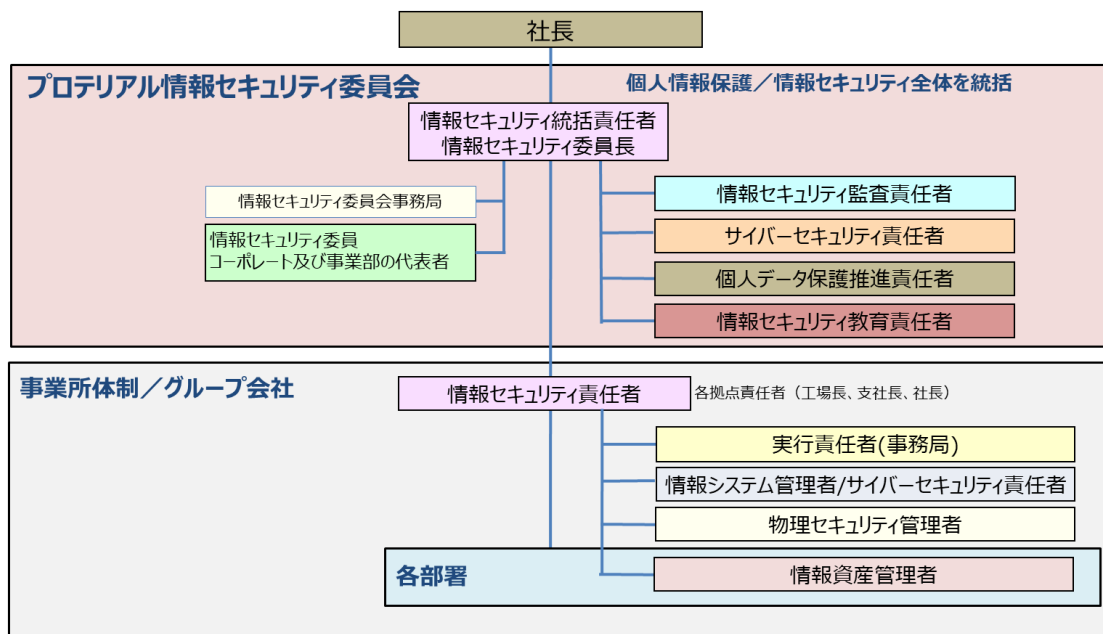 社長
プロテリアル情報セキュリティ委員会
個人情報保護／情報セキュリティ全体を統括
情報セキュリティ統括責任者
情報セキュリティ委員長
情報セキュリティ委員会事務局
情報セキュリティ委員
コーポレート及び事業部の代表者
情報セキュリティ監査責任者
サイバーセキュリティ責任者
個人データ保護推進責任者
情報セキュリティ教育責任者
事業所体制／グループ会社
情報セキュリティ責任者
各拠点責任者（工場長、支社長、社長）
実行責任者(事務局)
情報システム管理者/サイバーセキュリティ責任者
物理セキュリティ管理者
各部署
情報資産管理者